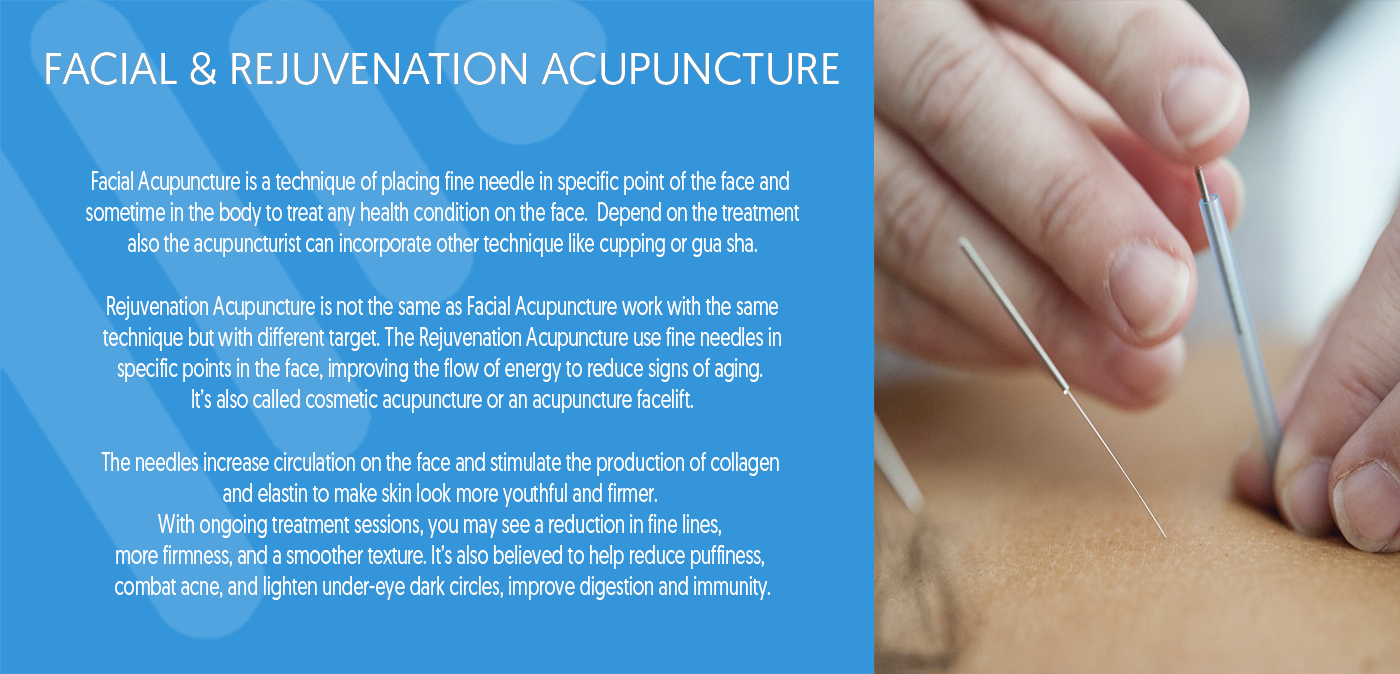 FACIAL & REJUVENATION ACUPUNCTURE
Facial Acupuncture is a technique of placing fine needle in specific point of the face and
sometime in the body to treat any health condition on the face.  Depend on the treatment
also the acupuncturist can incorporate other technique like cupping or gua sha.
Rejuvenation Acupuncture is not the same as Facial Acupuncture work with the same
technique but with different target. The Rejuvenation Acupuncture use fine needles in
specific points in the face, improving the flow of energy to reduce signs of aging.
It's also called cosmetic acupuncture or an acupuncture facelift.
The needles increase circulation on the face and stimulate the production of collagen
and elastin to make skin look more youthful and firmer.
With ongoing treatment sessions, you may see a reduction in fine lines,
more firmness, and a smoother texture. It's also believed to help reduce puffiness,
combat acne, and lighten under-eye dark circles, improve digestion and immunity.